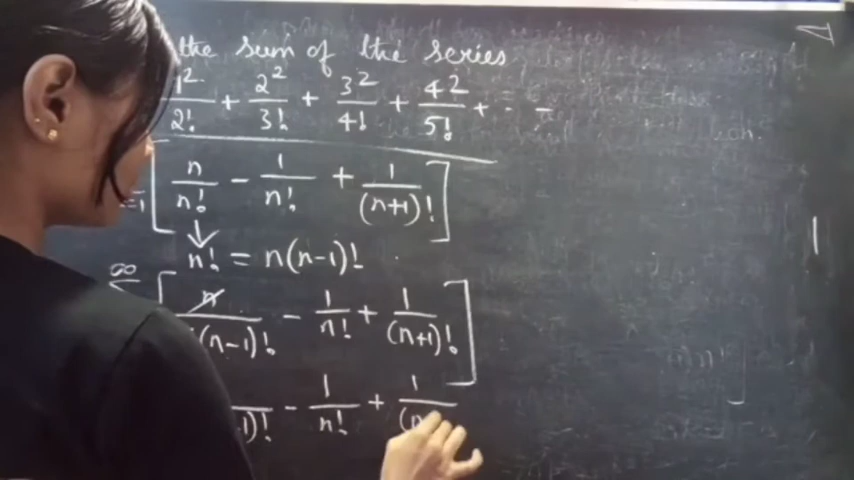 the sum of the series
1²/2! + 2²/3! + 3²/4! + 4²/5! + - -
=1 [ n/n! - 1/n! + 1/(n+1)! ]
↓
n! = n(n-1)!
∞ [ n/(n-1)! - 1/n! + 1/(n+1)! ]
1)! - 1/n! + 1/(n